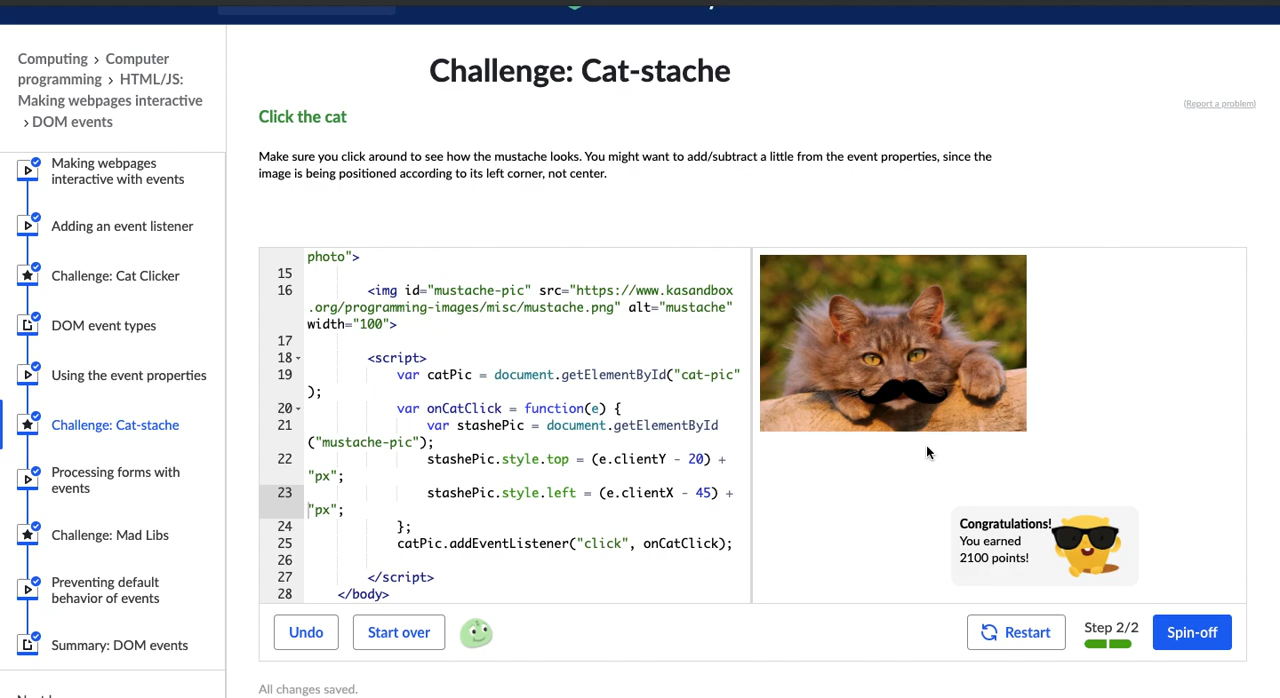 Computing › Computer
programming › HTML/JS:
Making webpages interactive
› DOM events
Making webpages
interactive with events
Adding an event listener
Challenge: Cat Clicker
DOM event types
Using the event properties
Challenge: Cat-stache
Processing forms with
events
Challenge: Mad Libs
Preventing default
behavior of events
Summary: DOM events
Challenge: Cat-stache
(Report a problem)
Click the cat
Make sure you click around to see how the mustache looks. You might want to add/subtract a little from the event properties, since the
image is being positioned according to its left corner, not center.
photo">
15
16 <img id="mustache-pic" src="https://www.kasandbox
.org/programming-images/misc/mustache.png" alt="mustache"
width="100">
17
18 <script>
19 var catPic = document.getElementById("cat-pic"
);
20 var onCatClick = function(e) {
21 var stashePic = document.getElementById
("mustache-pic");
22 stashePic.style.top = (e.clientY - 20) +
"px";
23 stashePic.style.left = (e.clientX - 45) +
"px";
24 };
25 catPic.addEventListener("click", onCatClick);
26
27 </script>
28 </body>
Congratulations!
You earned
2100 points!
Undo
Start over
Restart
Step 2/2
Spin-off
All changes saved.